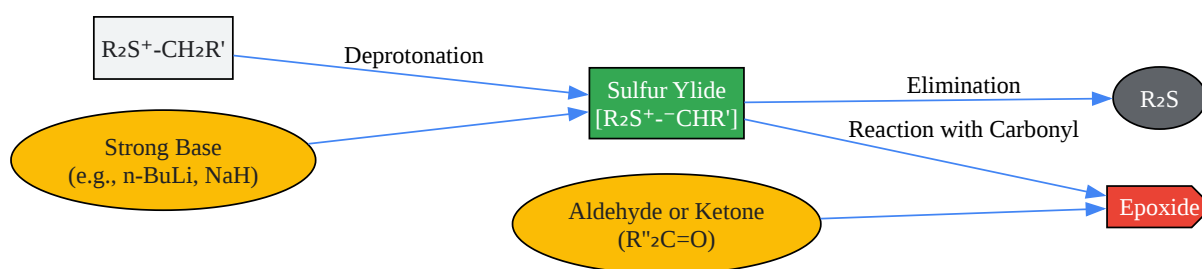 R₂S⁺-CH₂R'
Deprotonation
Strong Base
(e.g., n-BuLi, NaH)
Sulfur Ylide
[R₂S⁺-⁻CHR']
Elimination
R₂S
Reaction with Carbonyl
Aldehyde or Ketone
(R''₂C=O)
Epoxide